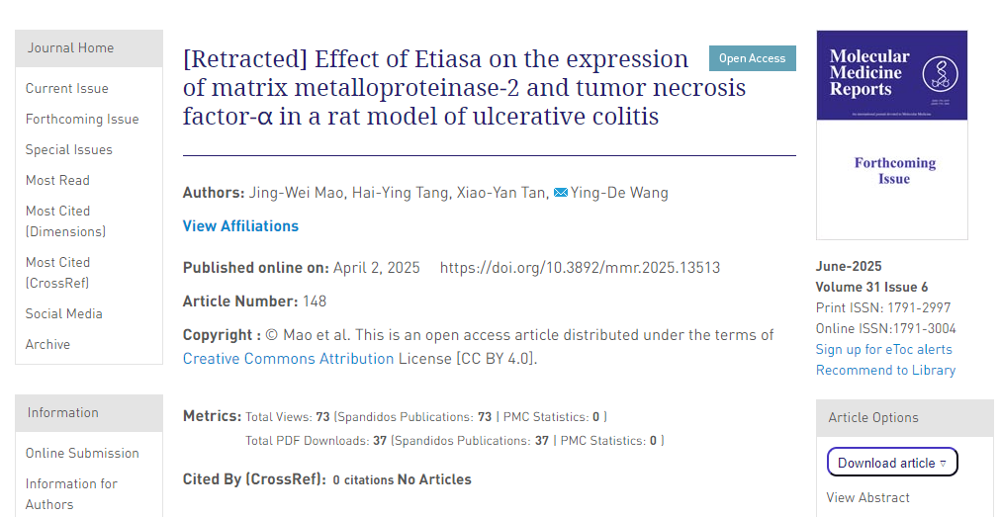 Journal Home
Current Issue
Forthcoming Issue
Special Issues
Most Read
Most Cited
(Dimensions)
Most Cited
(CrossRef)
Social Media
Archive
Information
Online Submission
Information for
Authors
[Retracted] Effect of Etiasa on the expression
of matrix metalloproteinase-2 and tumor necrosis
factor-α in a rat model of ulcerative colitis
Open Access
Authors: Jing-Wei Mao, Hai-Ying Tang, Xiao-Yan Tan, Ying-De Wang
View Affiliations
Published online on: April 2, 2025 https://doi.org/10.3892/mmr.2025.13513
Article Number: 148
Copyright : © Mao et al. This is an open access article distributed under the terms of
Creative Commons Attribution License [CC BY 4.0].
Metrics: Total Views: 73 (Spandidos Publications: 73 | PMC Statistics: 0 )
Total PDF Downloads: 37 (Spandidos Publications: 37 | PMC Statistics: 0 )
Cited By (CrossRef): 0 citations No Articles
Molecular
Medicine
Reports
Forthcoming
Issue
June-2025
Volume 31 Issue 6
Print ISSN: 1791-2997
Online ISSN:1791-3004
Sign up for eToc alerts
Recommend to Library
Article Options
Download article ▿
View Abstract